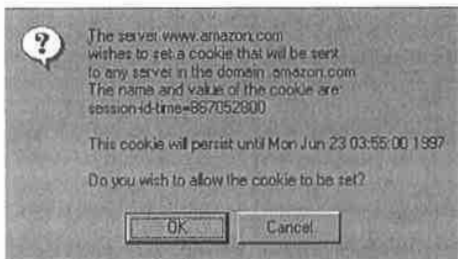 The server www.amazon.com
wishes to set a cookie that will be sent
to any server in the domain .amazon.com
The name and value of the cookie are:
session-id-time=867052800
This cookie will persist until Mon Jun 23 03:55:00 1997
Do you wish to allow the cookie to be set?
OK
Cancel